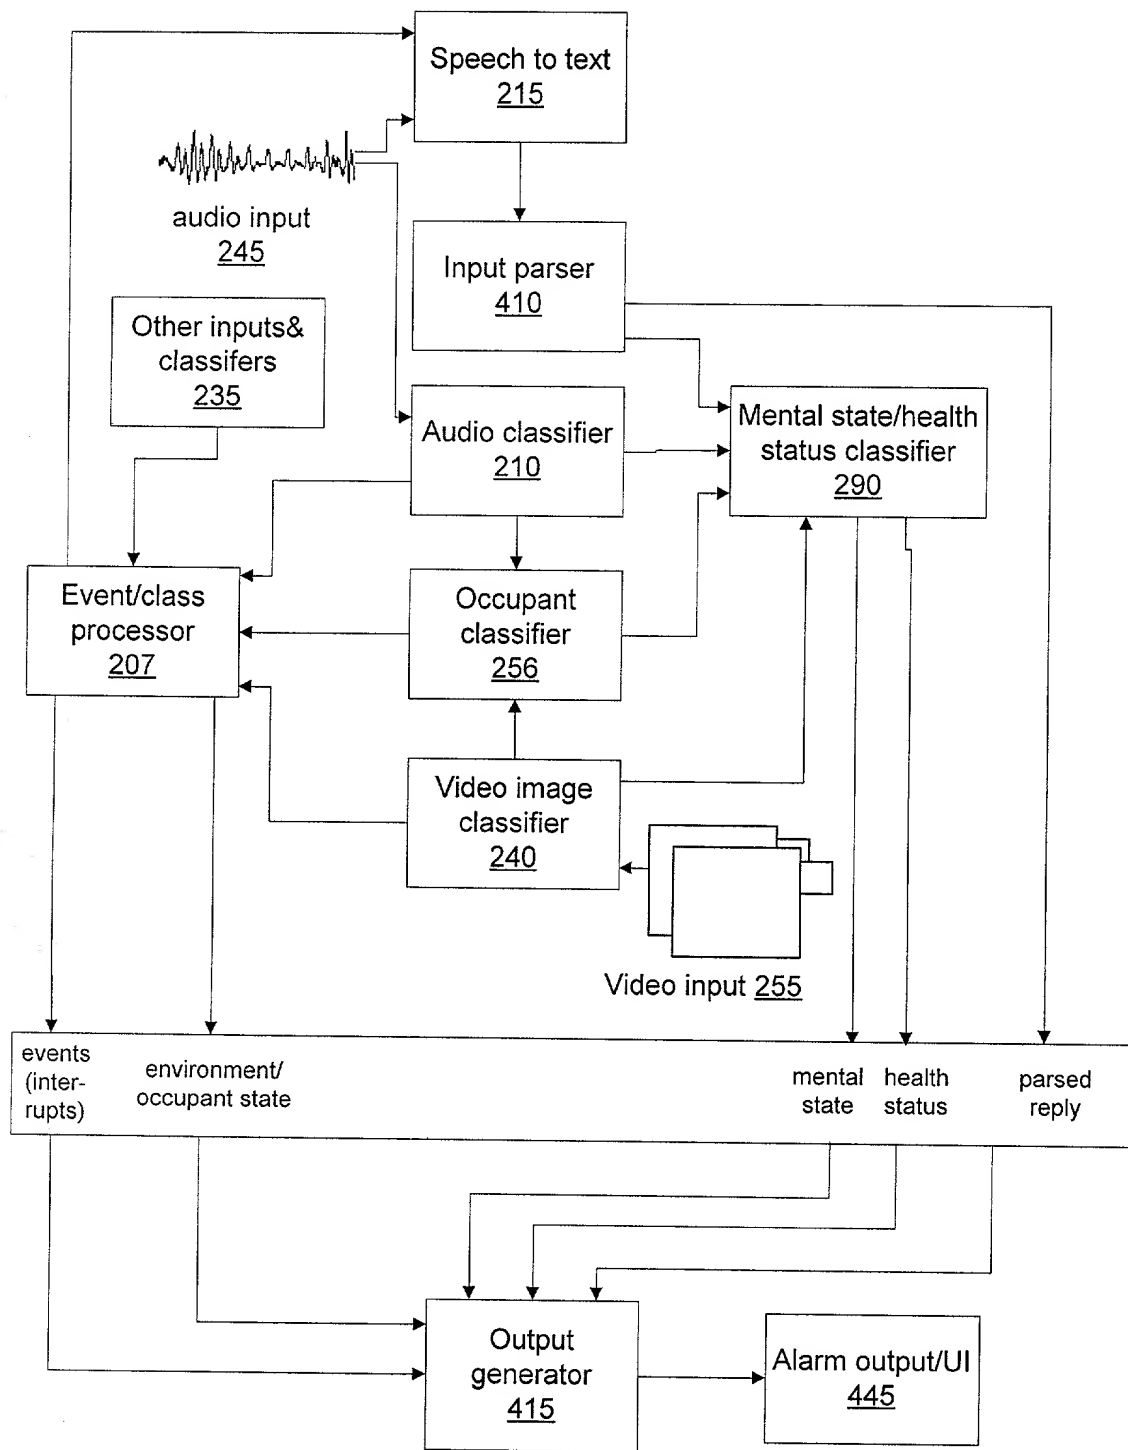 Speech to text
215
audio input
245
Input parser
410
Other inputs&
classifers
235
Audio classifier
210
Mental state/health
status classifier
290
Event/class
processor
207
Occupant
classifier
256
Video image
classifier
240
Video input 255
events
(inter-
rupts)
environment/
occupant state
mental
state
health
status
parsed
reply
Output
generator
415
Alarm output/UI
445